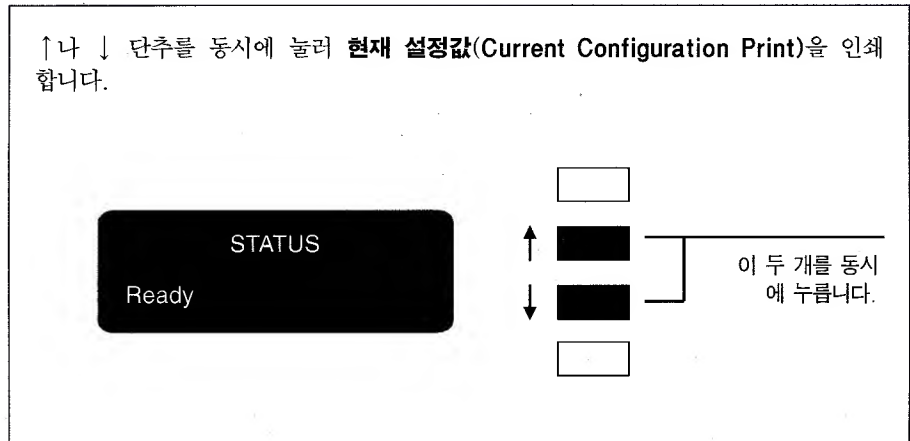 ↑나 ↓ 단추를 동시에 눌러 현재 설정값(Current Configuration Print)을 인쇄
합니다.
STATUS
Ready
↑
↓
이 두 개를 동시
에 누릅니다.